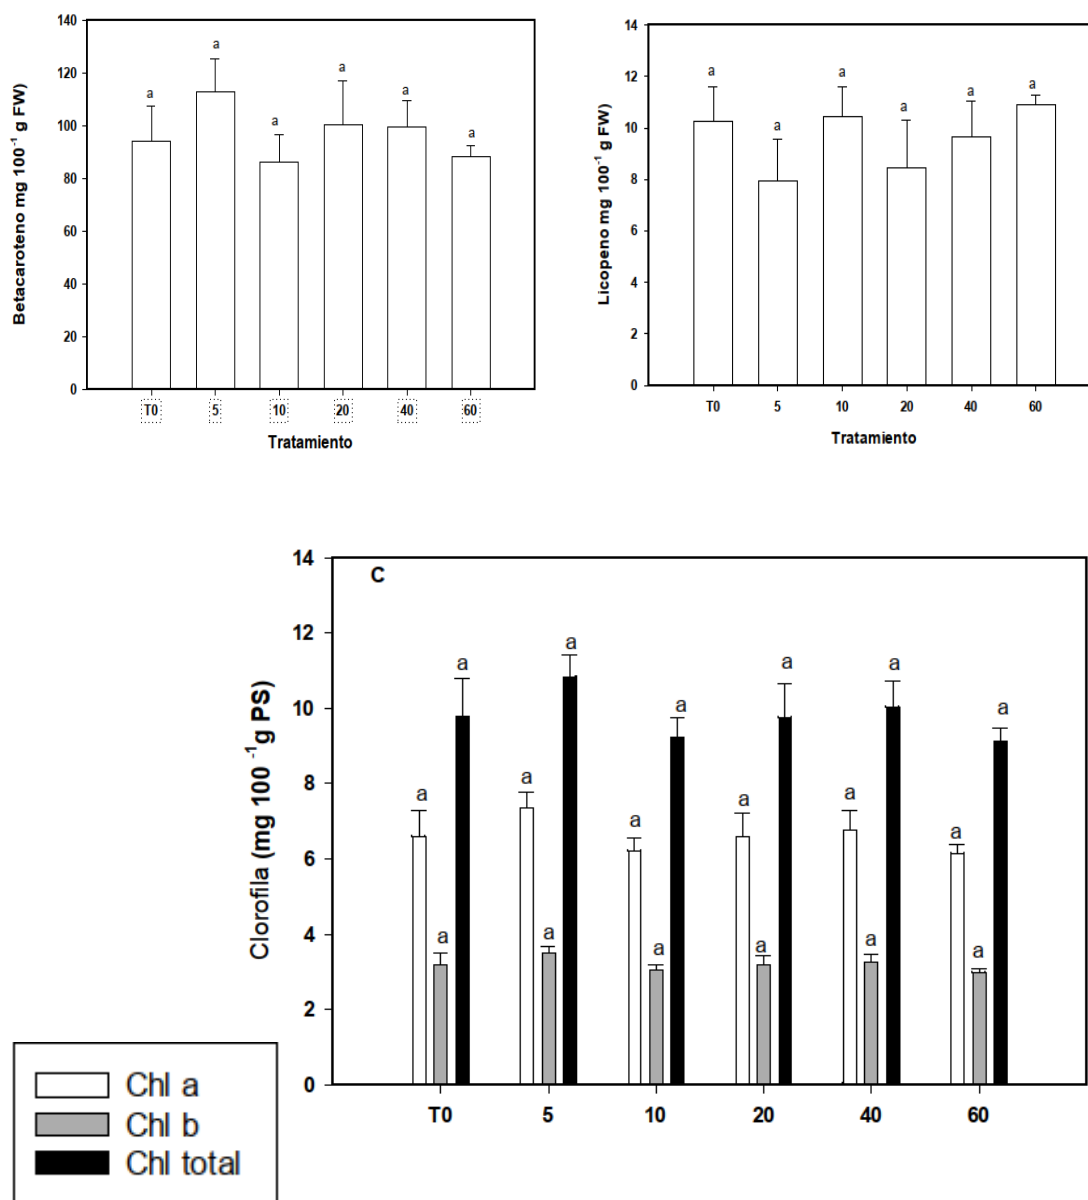 Betacaroteno mg 100⁻¹ g FW)
140
120
100
80
60
40
20
0
a a a a a a
T0 5 10 20 40 60
Tratamiento
Licopeno mg 100⁻¹ g FW)
14
12
10
8
6
4
2
0
a a a a a a
T0 5 10 20 40 60
Tratamiento
C
Clorofila (mg 100 ⁻¹g PS)
14
12
10
8
6
4
2
0
a a a a a a a a a a a a a a a a a a
T0 5 10 20 40 60
Chl a
Chl b
Chl total